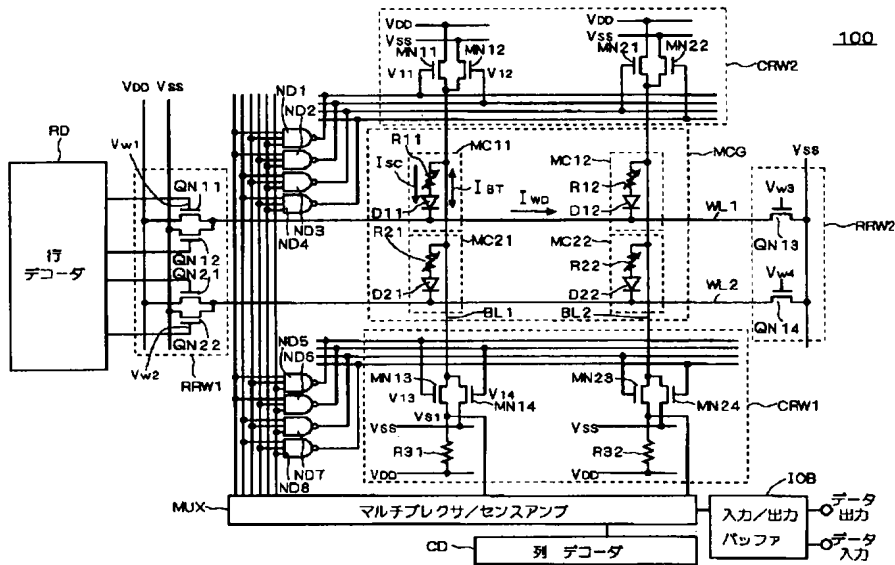 100
VDD
VSS
MN11
MN12
V11
V12
VDD
VSS
MN21
MN22
CRW2
VDD
VSS
ND1
ND2
ND3
ND4
RD
Vw1
QN11
QN12
QN21
QN22
Vw2
RRW1
行
デコーダ
R11
MC11
ISC
IBT
D11
IWD
MC12
R12
D12
MCG
WL1
VSS
Vw3
QN13
RRW2
R21
MC21
D21
BL1
MC22
R22
D22
BL2
WL2
Vw4
QN14
ND5
ND6
ND7
ND8
MN13
V13
V14
MN14
VS1
VSS
R31
VDD
MN23
MN24
VSS
R32
VDD
CRW1
MUX
マルチプレクサ/センスアンプ
CD
列 デコーダ
IOB
入力/出力
バッファ
データ
出力
データ
入力